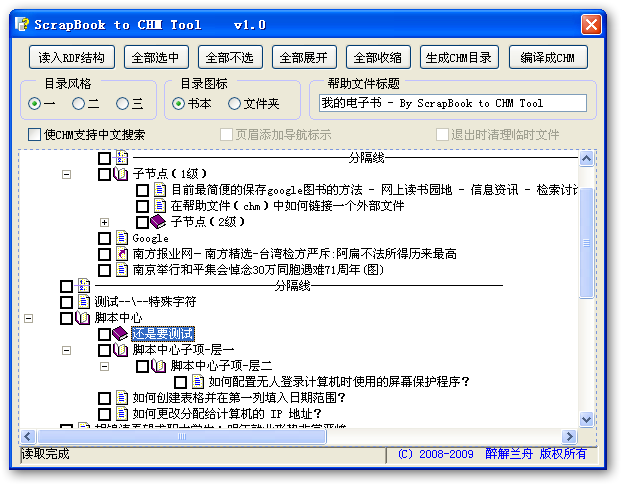 ScrapBook to CHM Tool v1.0
读入RDF结构 全部选中 全部不选 全部展开 全部收缩 生成CHM目录 编译成CHM
目录风格 目录图标 帮助文件标题
一 二 三 书本 文件夹 我的电子书 - By ScrapBook to CHM Tool
使CHM支持中文搜索 页眉添加导航标示 退出时清理临时文件
分隔线
子节点(1级)
目前最简便的保存google图书的方法 - 网上读书园地 - 信息资讯 - 检索讨
在帮助文件(chm)中如何链接一个外部文件
子节点(2级)
Google
南方报业网-南方精选-台湾检方严斥:阿扁不法所得历来最高
南京举行和平集会悼念30万同胞遇难71周年(图)
分隔线
测试--\--特殊字符
脚本中心
还是要测试
脚本中心子项-层一
脚本中心子项-层二
如何配置无人登录计算机时使用的屏幕保护程序?
如何创建表格并在第一列填入日期范围?
如何更改分配给计算机的 IP 地址?
读取完成 (C) 2008-2009 醉解兰舟 版权所有